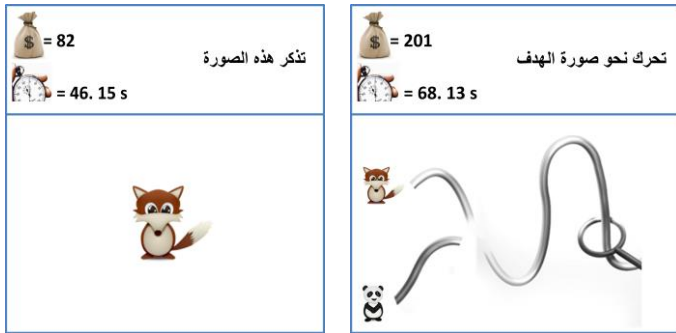 = 82
تذكر هذه الصورة
= 46. 15 s
= 201
تحرك نحو صورة الهدف
= 68. 13 s